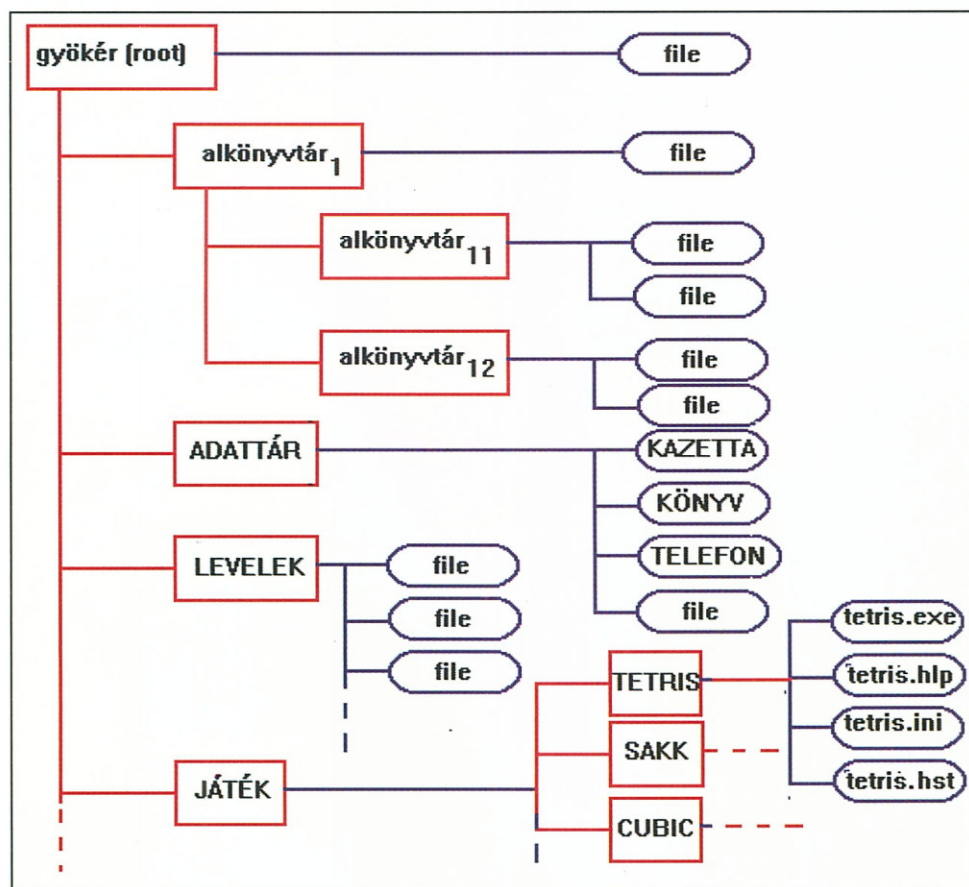 gyökér (root)
file
alkönyvtár₁
file
alkönyvtár₁₁
file
file
alkönyvtár₁₂
file
file
ADATTÁR
KAZETTA
KÖNYV
TELEFON
file
LEVELEK
file
file
file
JÁTÉK
TETRIS
tetris.exe
tetris.hlp
tetris.ini
tetris.hst
SAKK
CUBIC